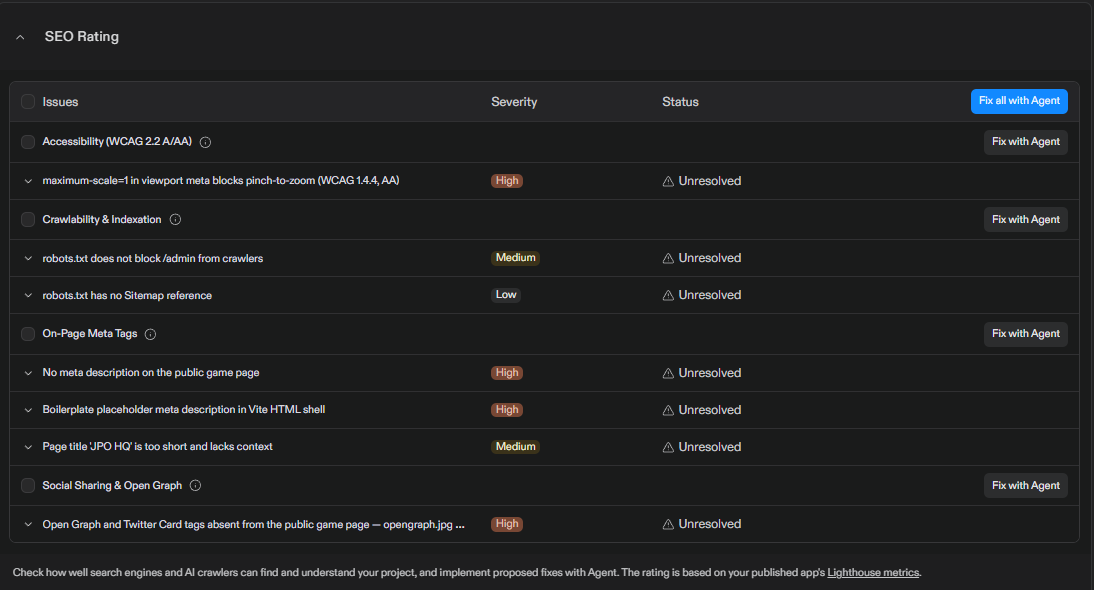 SEO Rating
Issues Severity Status Fix all with Agent
Accessibility (WCAG 2.2 A/AA) Fix with Agent
maximum-scale=1 in viewport meta blocks pinch-to-zoom (WCAG 1.4.4, AA) High Unresolved
Crawlability & Indexation Fix with Agent
robots.txt does not block /admin from crawlers Medium Unresolved
robots.txt has no Sitemap reference Low Unresolved
On-Page Meta Tags Fix with Agent
No meta description on the public game page High Unresolved
Boilerplate placeholder meta description in Vite HTML shell High Unresolved
Page title 'JPO HQ' is too short and lacks context Medium Unresolved
Social Sharing & Open Graph Fix with Agent
Open Graph and Twitter Card tags absent from the public game page — opengraph.jpg ... High Unresolved
Check how well search engines and AI crawlers can find and understand your project, and implement proposed fixes with Agent. The rating is based on your published app's Lighthouse metrics.